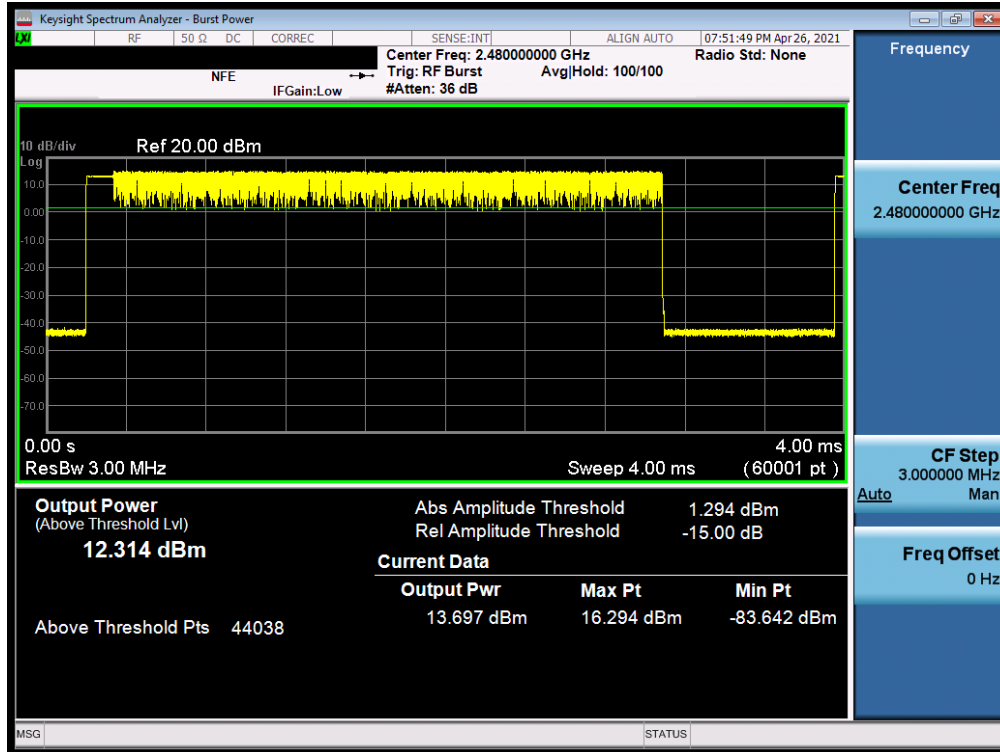 Keysight Spectrum Analyzer - Burst Power
LXI RF 50 Ω DC CORREC SENSE:INT ALIGN AUTO 07:51:49 PM Apr 26, 2021
Center Freq: 2.480000000 GHz Radio Std: None
NFE Trig: RF Burst Avg|Hold: 100/100
IFGain:Low #Atten: 36 dB
Frequency
10 dB/div Ref 20.00 dBm
Log
10.0
0.00
-10.0
-20.0
-30.0
-40.0
-50.0
-60.0
-70.0
0.00 s 4.00 ms
ResBw 3.00 MHz Sweep 4.00 ms (60001 pt)
Center Freq
2.480000000 GHz
CF Step
3.000000 MHz
Auto Man
Freq Offset
0 Hz
Output Power
(Above Threshold Lvl)
12.314 dBm
Above Threshold Pts 44038
Abs Amplitude Threshold 1.294 dBm
Rel Amplitude Threshold -15.00 dB
Current Data
Output Pwr Max Pt Min Pt
13.697 dBm 16.294 dBm -83.642 dBm
MSG STATUS